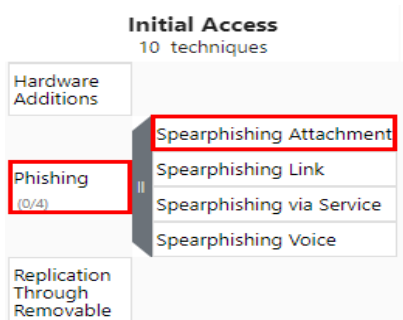 Initial Access
10 techniques
Hardware
Additions
Phishing
(0/4)
Spearphishing Attachment
Spearphishing Link
Spearphishing via Service
Spearphishing Voice
Replication
Through
Removable